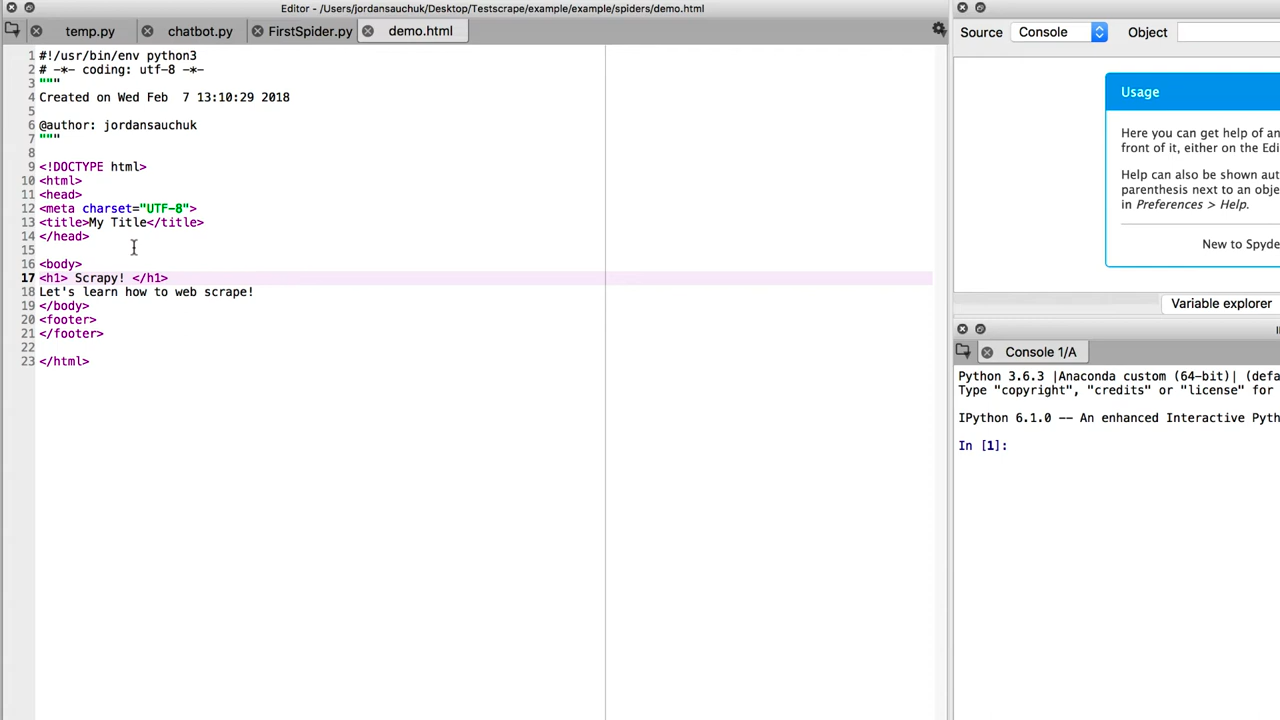 Editor - /Users/jordansauchuk/Desktop/Testscrape/example/example/spiders/demo.html
temp.py
chatbot.py
FirstSpider.py
demo.html
1 #!/usr/bin/env python3
2 # -*- coding: utf-8 -*-
3 """
4 Created on Wed Feb  7 13:10:29 2018
5
6 @author: jordansauchuk
7 """
8
9 <!DOCTYPE html>
10 <html>
11 <head>
12 <meta charset="UTF-8">
13 <title>My Title</title>
14 </head>
15
16 <body>
17 <h1> Scrapy! </h1>
18 Let's learn how to web scrape!
19 </body>
20 <footer>
21 </footer>
22
23 </html>
Source Console Object
Usage
Here you can get help of an
front of it, either on the Edi
Help can also be shown aut
parenthesis next to an obje
in Preferences > Help.
New to Spyde
Variable explorer
Console 1/A
Python 3.6.3 |Anaconda custom (64-bit)| (defa
Type "copyright", "credits" or "license" for
IPython 6.1.0 -- An enhanced Interactive Pyth
In [1]: